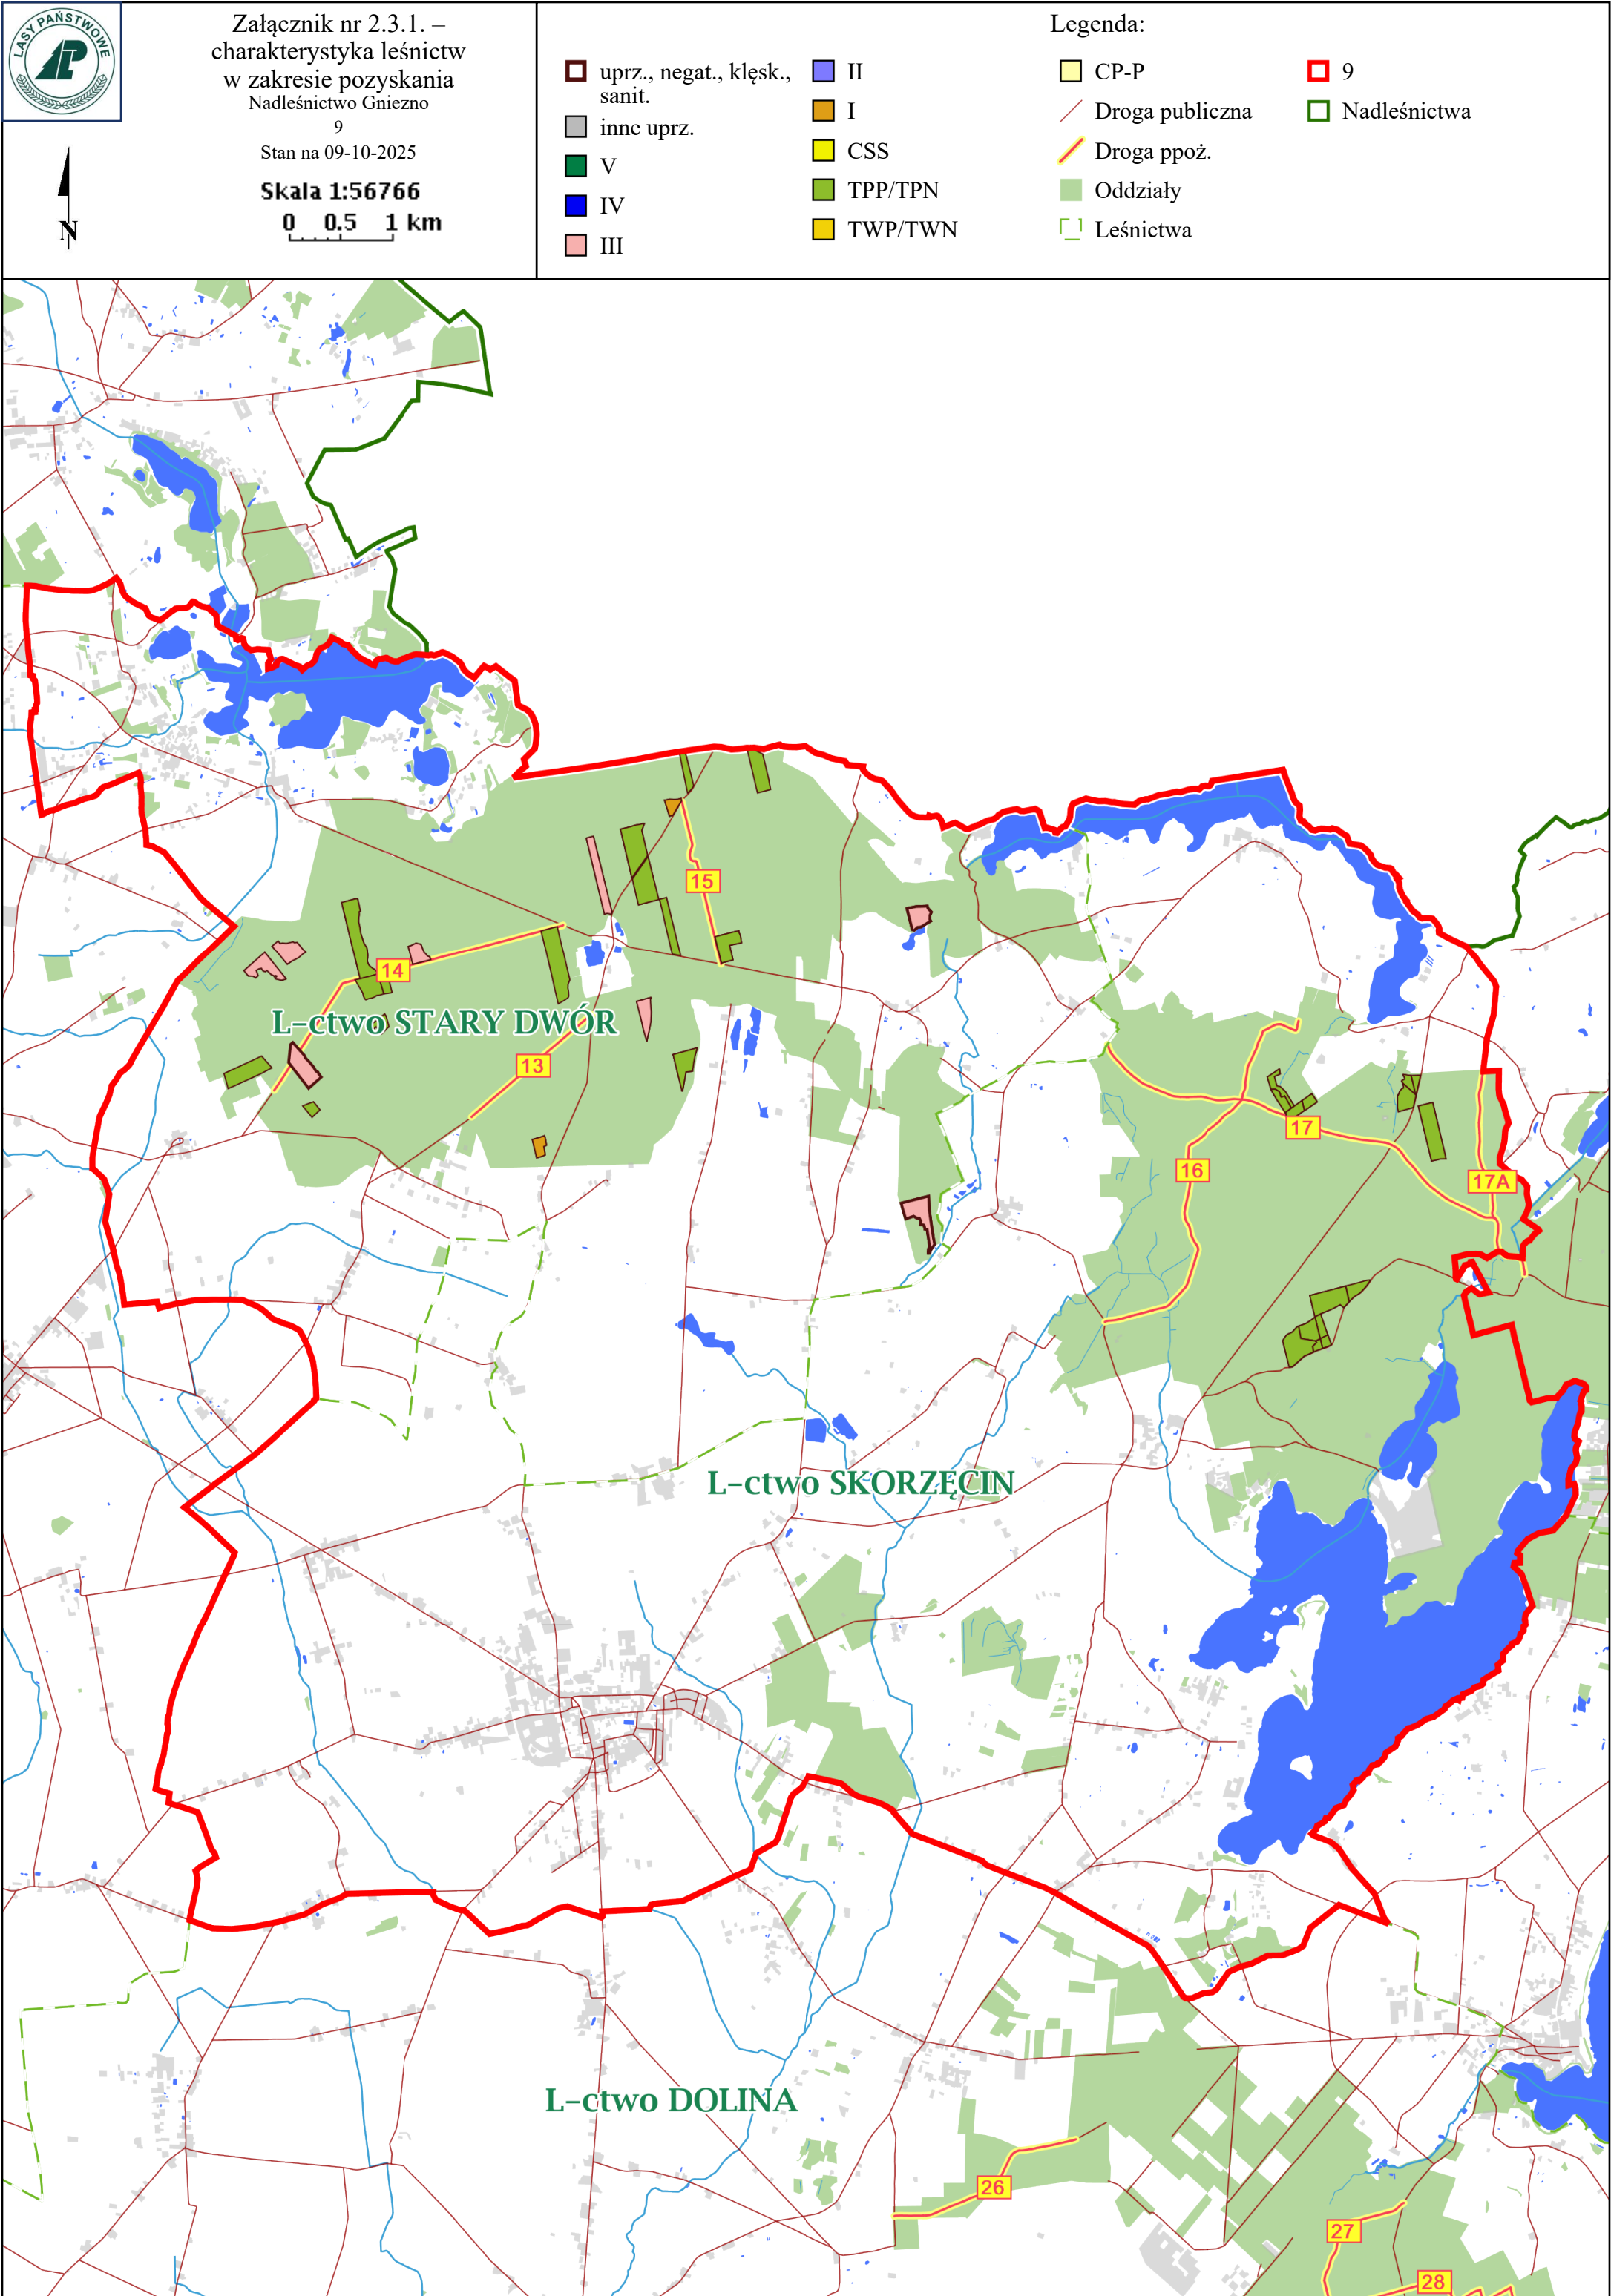 LASY PAŃSTWOWE
Załącznik nr 2.3.1. –
charakterystyka leśnictw
w zakresie pozyskania
Nadleśnictwo Gniezno
9
Stan na 09-10-2025
Skala 1:56766
0 0.5 1 km
N
Legenda:
uprz., negat., klęsk.,
sanit.
inne uprz.
V
IV
III
II
I
CSS
TPP/TPN
TWP/TWN
CP-P
Droga publiczna
Droga ppoż.
Oddziały
Leśnictwa
9
Nadleśnictwa
15
14
L-ctwo STARY DWÓR
13
17
16
17A
L-ctwo SKORZĘCIN
L-ctwo DOLINA
26
27
28